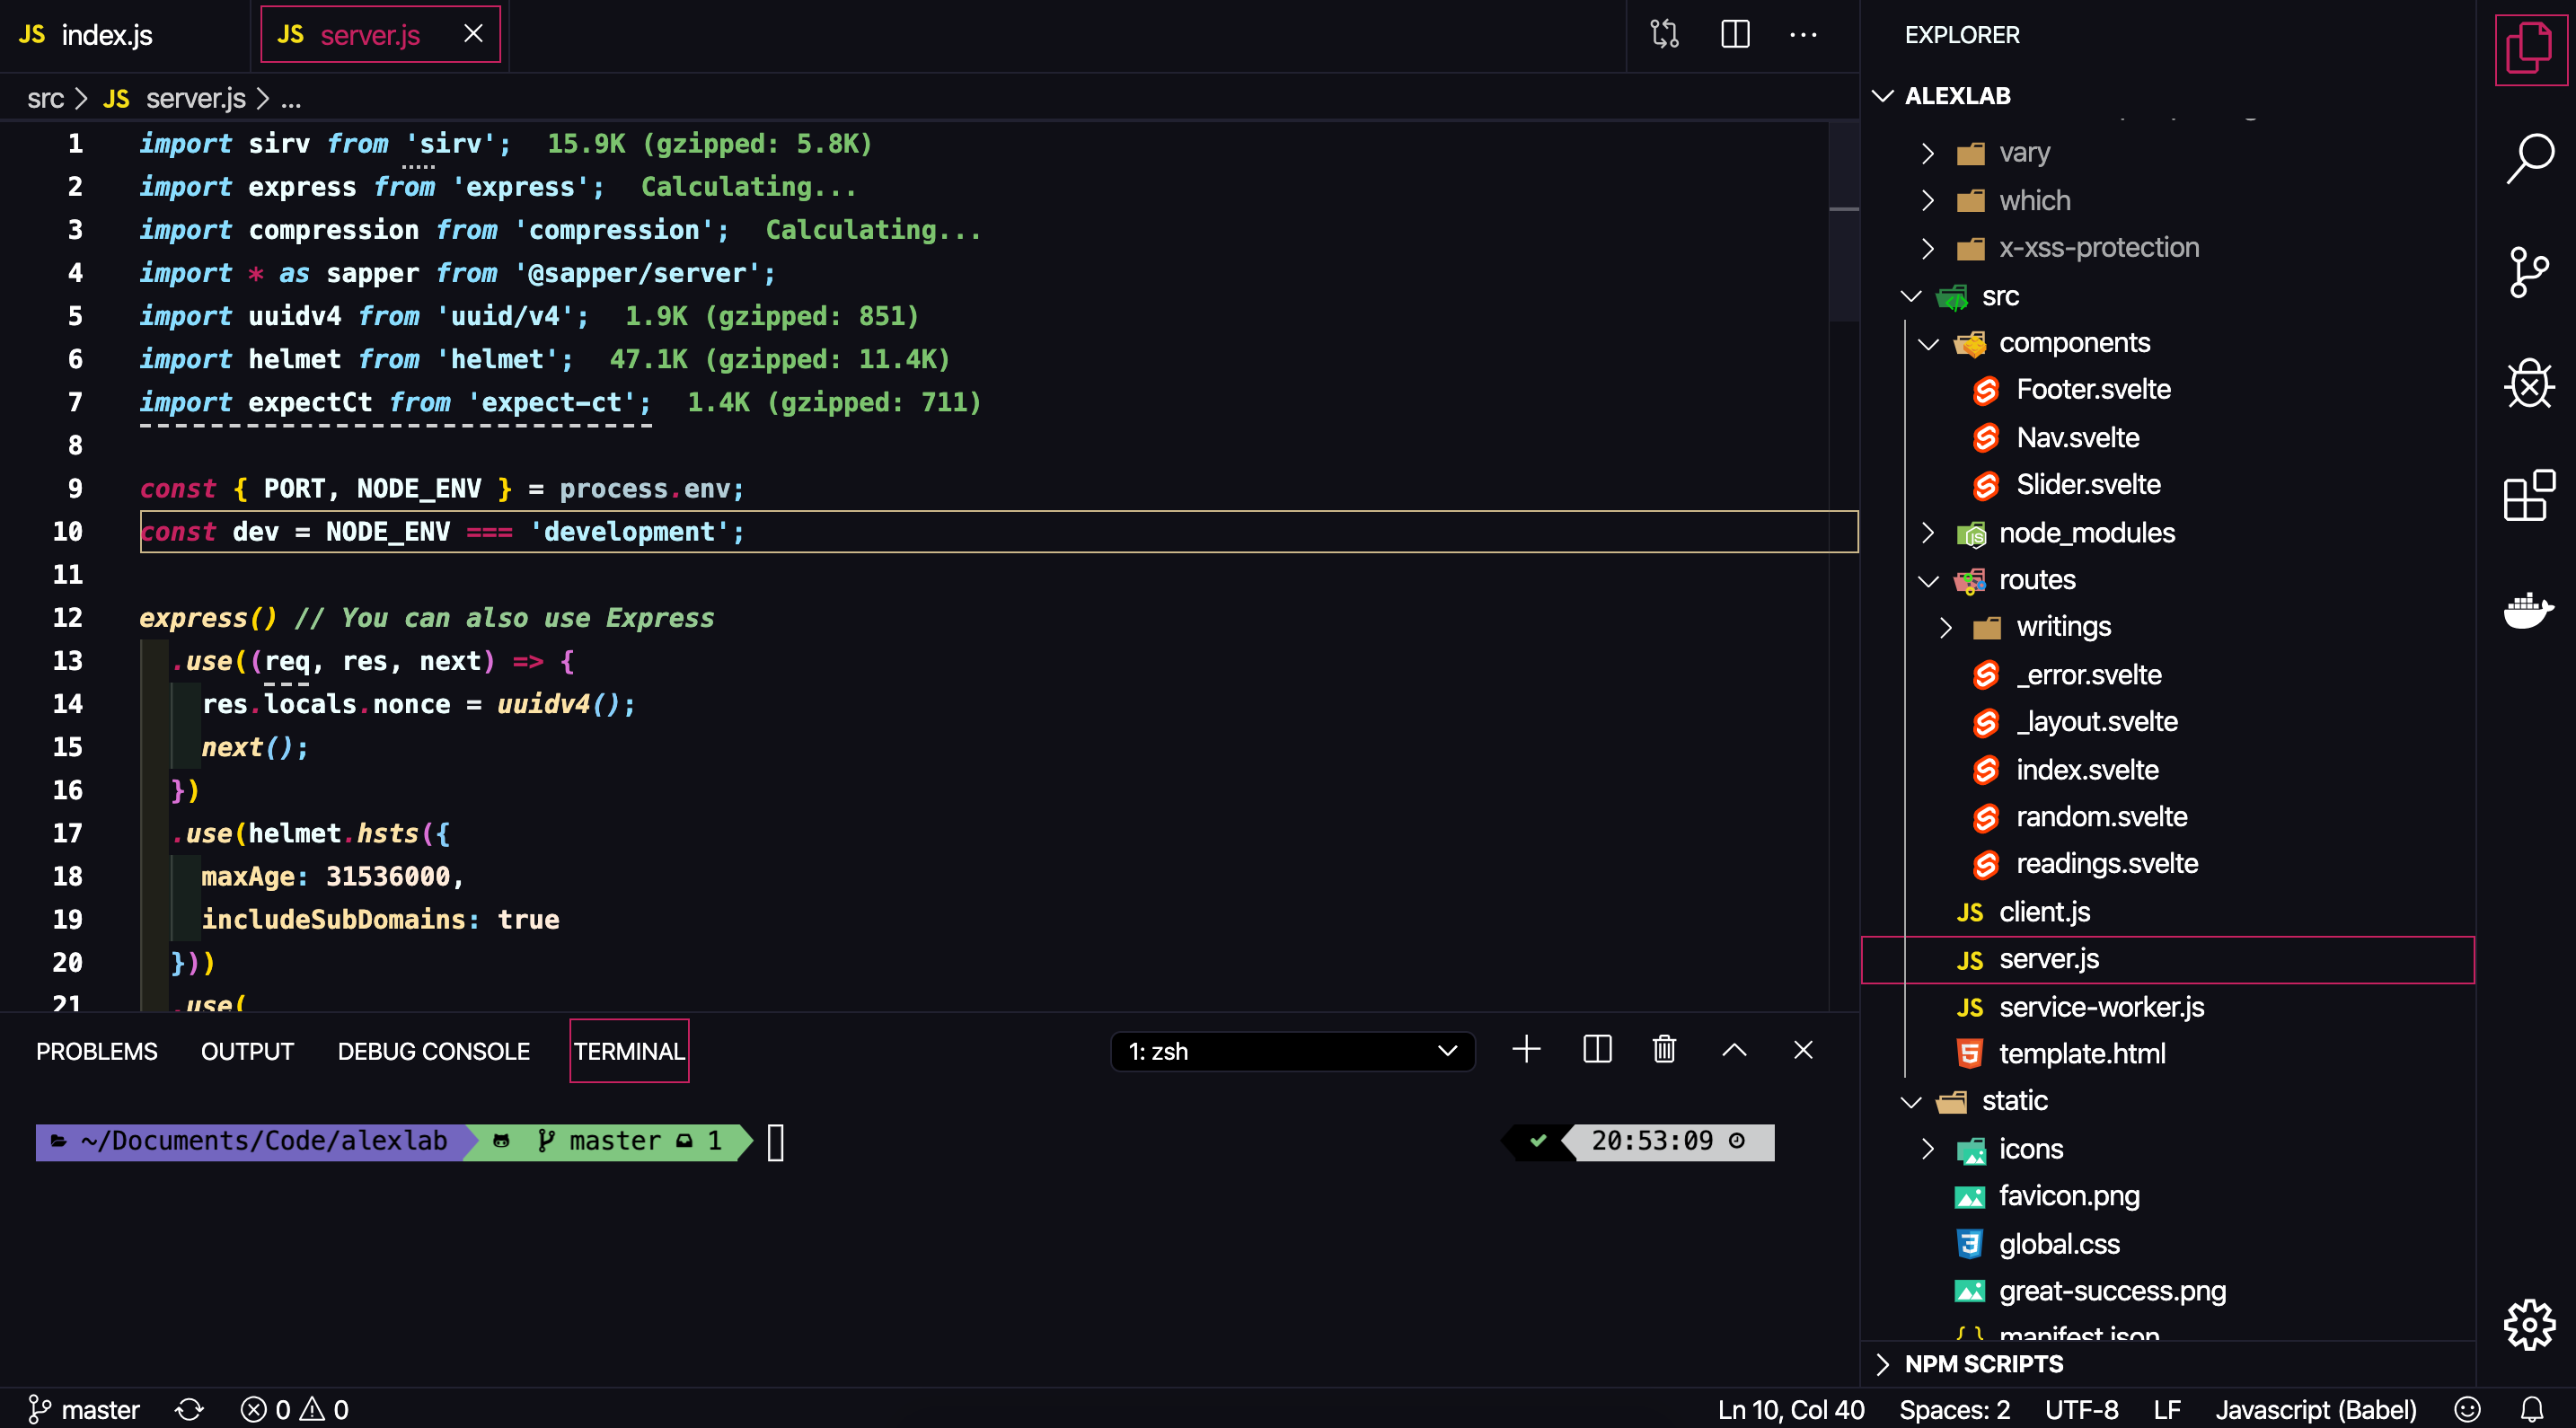 JS index.js
JS server.js
src > JS server.js > ...
1 import sirv from 'sirv'; 15.9K (gzipped: 5.8K)
2 import express from 'express'; Calculating...
3 import compression from 'compression'; Calculating...
4 import * as sapper from '@sapper/server';
5 import uuidv4 from 'uuid/v4'; 1.9K (gzipped: 851)
6 import helmet from 'helmet'; 47.1K (gzipped: 11.4K)
7 import expectCt from 'expect-ct'; 1.4K (gzipped: 711)
8
9 const { PORT, NODE_ENV } = process.env;
10 const dev = NODE_ENV === 'development';
11
12 express() // You can also use Express
13 .use((req, res, next) => {
14 res.locals.nonce = uuidv4();
15 next();
16 })
17 .use(helmet.hsts({
18 maxAge: 31536000,
19 includeSubDomains: true
20 }))
21 .use(
PROBLEMS
OUTPUT
DEBUG CONSOLE
TERMINAL
1: zsh
~/Documents/Code/alexlab master 1
20:53:09
EXPLORER
ALEXLAB
vary
which
x-xss-protection
src
components
Footer.svelte
Nav.svelte
Slider.svelte
node_modules
routes
writings
_error.svelte
_layout.svelte
index.svelte
random.svelte
readings.svelte
JS client.js
JS server.js
JS service-worker.js
template.html
static
icons
favicon.png
global.css
great-success.png
{ } manifest.json
NPM SCRIPTS
master
0
0
Ln 10, Col 40
Spaces: 2
UTF-8
LF
Javascript (Babel)